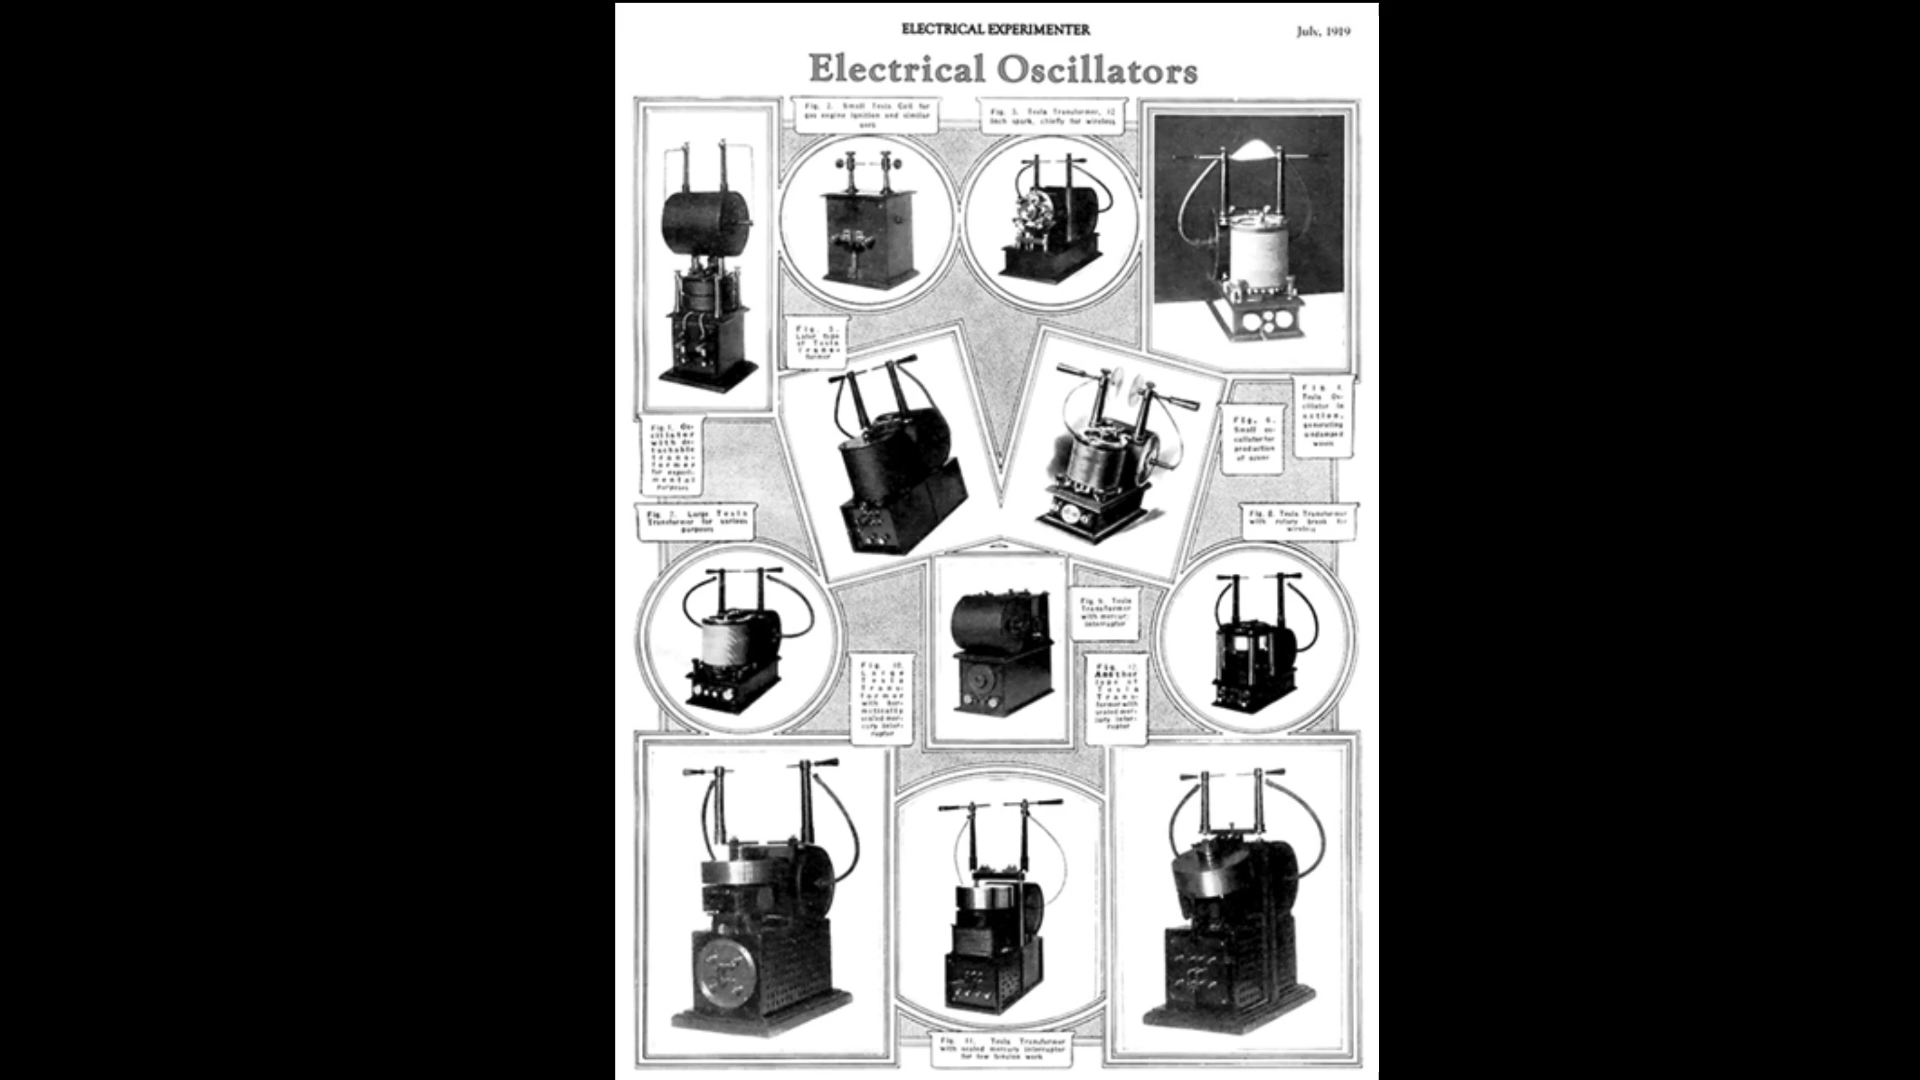 ELECTRICAL EXPERIMENTER
July, 1919
Electrical Oscillators
Fig. 2. Small Tesla Coil for
gas engine ignition and similar
uses
Fig. 3. Tesla Transformer, 12
inch spark, chiefly for wireless
Fig. 5.
Later type
of Tesla
Trans-
former
Fig. 4.
Tesla Os-
cillator in
action,
generating
undamped
waves
Fig. 6.
Small os-
cillator for
production
of ozone
Fig. 1. Os-
cillator
with de-
tachable
trans-
former
for experi-
mental
purposes
Fig. 7. Large Tesla
Transformer for various
purposes
Fig. 8. Tesla Transformer
with rotary break for
wireless
Fig. 9. Tesla
Transformer
with mercury
interrupter
Fig. 10.
Large
Tesla
Trans-
former
with her-
metically
sealed mer-
cury inter-
rupter
Fig. 12.
Another
type of
Tesla
Trans-
former with
sealed mer-
cury inter-
rupter
Fig. 11. Tesla Transformer
with sealed mercury interrupter
for low tension work